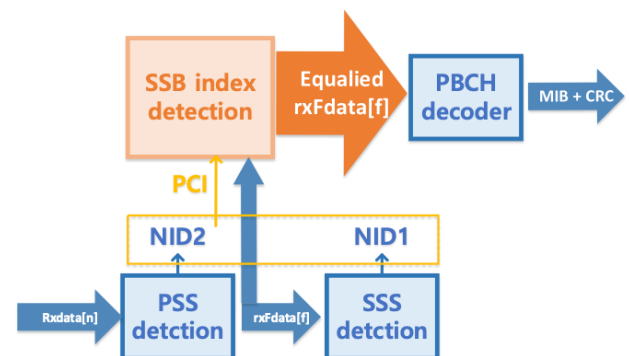 SSB index
detection
Equalied
rxFdata[f]
PBCH
decoder
MIB + CRC
PCI
NID2
NID1
Rxdata[n]
PSS
detction
rxFdata[f]
SSS
detction